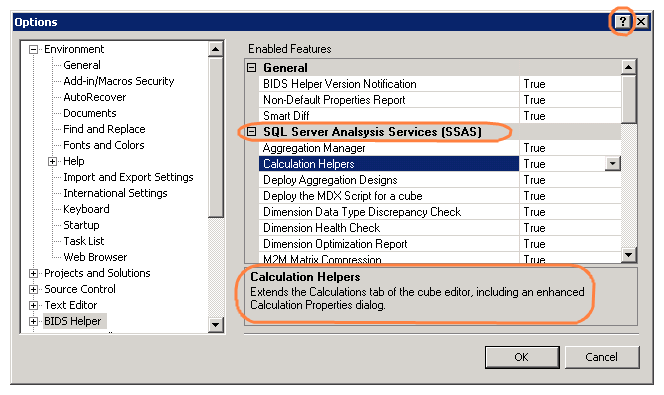 Options
Environment
General
Add-in/Macros Security
AutoRecover
Documents
Find and Replace
Fonts and Colors
Help
Import and Export Settings
International Settings
Keyboard
Startup
Task List
Web Browser
Projects and Solutions
Source Control
Text Editor
BIDS Helper
Enabled Features
General
BIDS Helper Version Notification True
Non-Default Properties Report True
Smart Diff True
SQL Server Analsysis Services (SSAS)
Aggregation Manager True
Calculation Helpers True
Deploy Aggregation Designs True
Deploy the MDX Script for a cube True
Dimension Data Type Discrepancy Check True
Dimension Health Check True
Dimension Optimization Report True
M2M Matrix Compression True
Calculation Helpers
Extends the Calculations tab of the cube editor, including an enhanced
Calculation Properties dialog.
OK Cancel